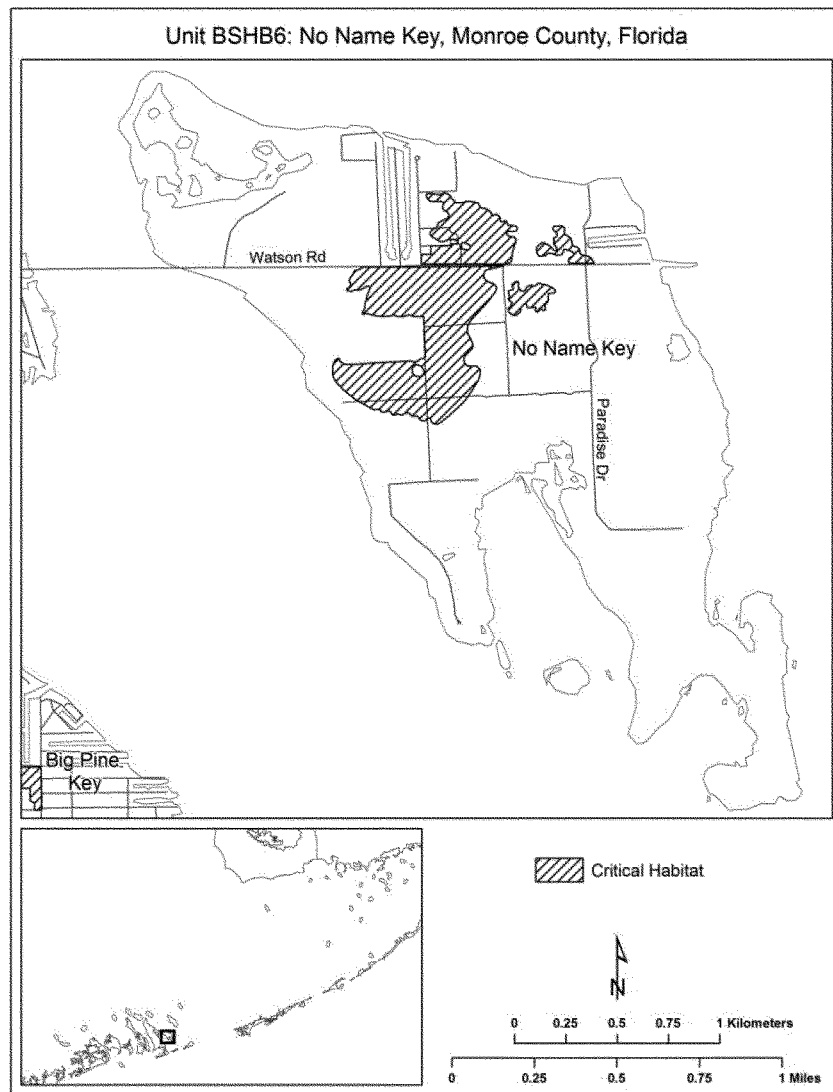 Unit BSHB6: No Name Key, Monroe County, Florida
Watson Rd
No Name Key
Paradise Dr
Big Pine
Key
Critical Habitat
N
0 0.25 0.5 0.75 1 Kilometers
0 0.25 0.5 0.75 1 Miles